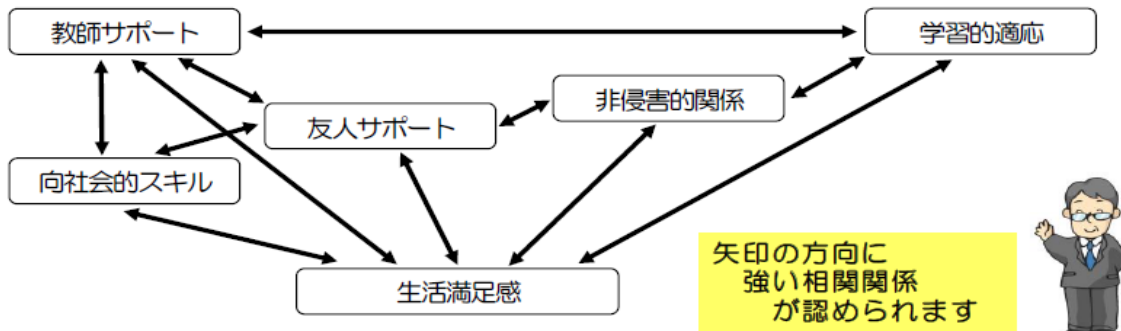 教師サポート
学習的適応
非侵害的関係
友人サポート
向社会的スキル
生活満足感
矢印の方向に
強い相関関係
が認められます